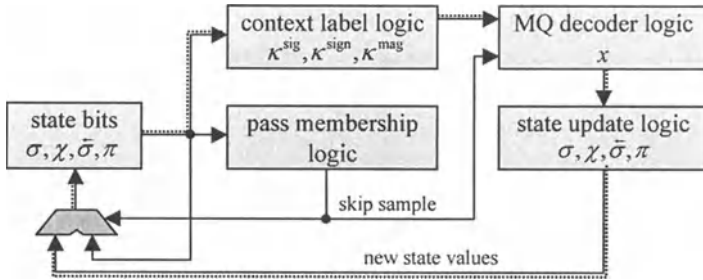 context label logic
κ^sig, κ^sign, κ^mag
MQ decoder logic
x
state bits
σ, χ, σ̄, π
pass membership
logic
state update logic
σ, χ, σ̄, π
skip sample
new state values